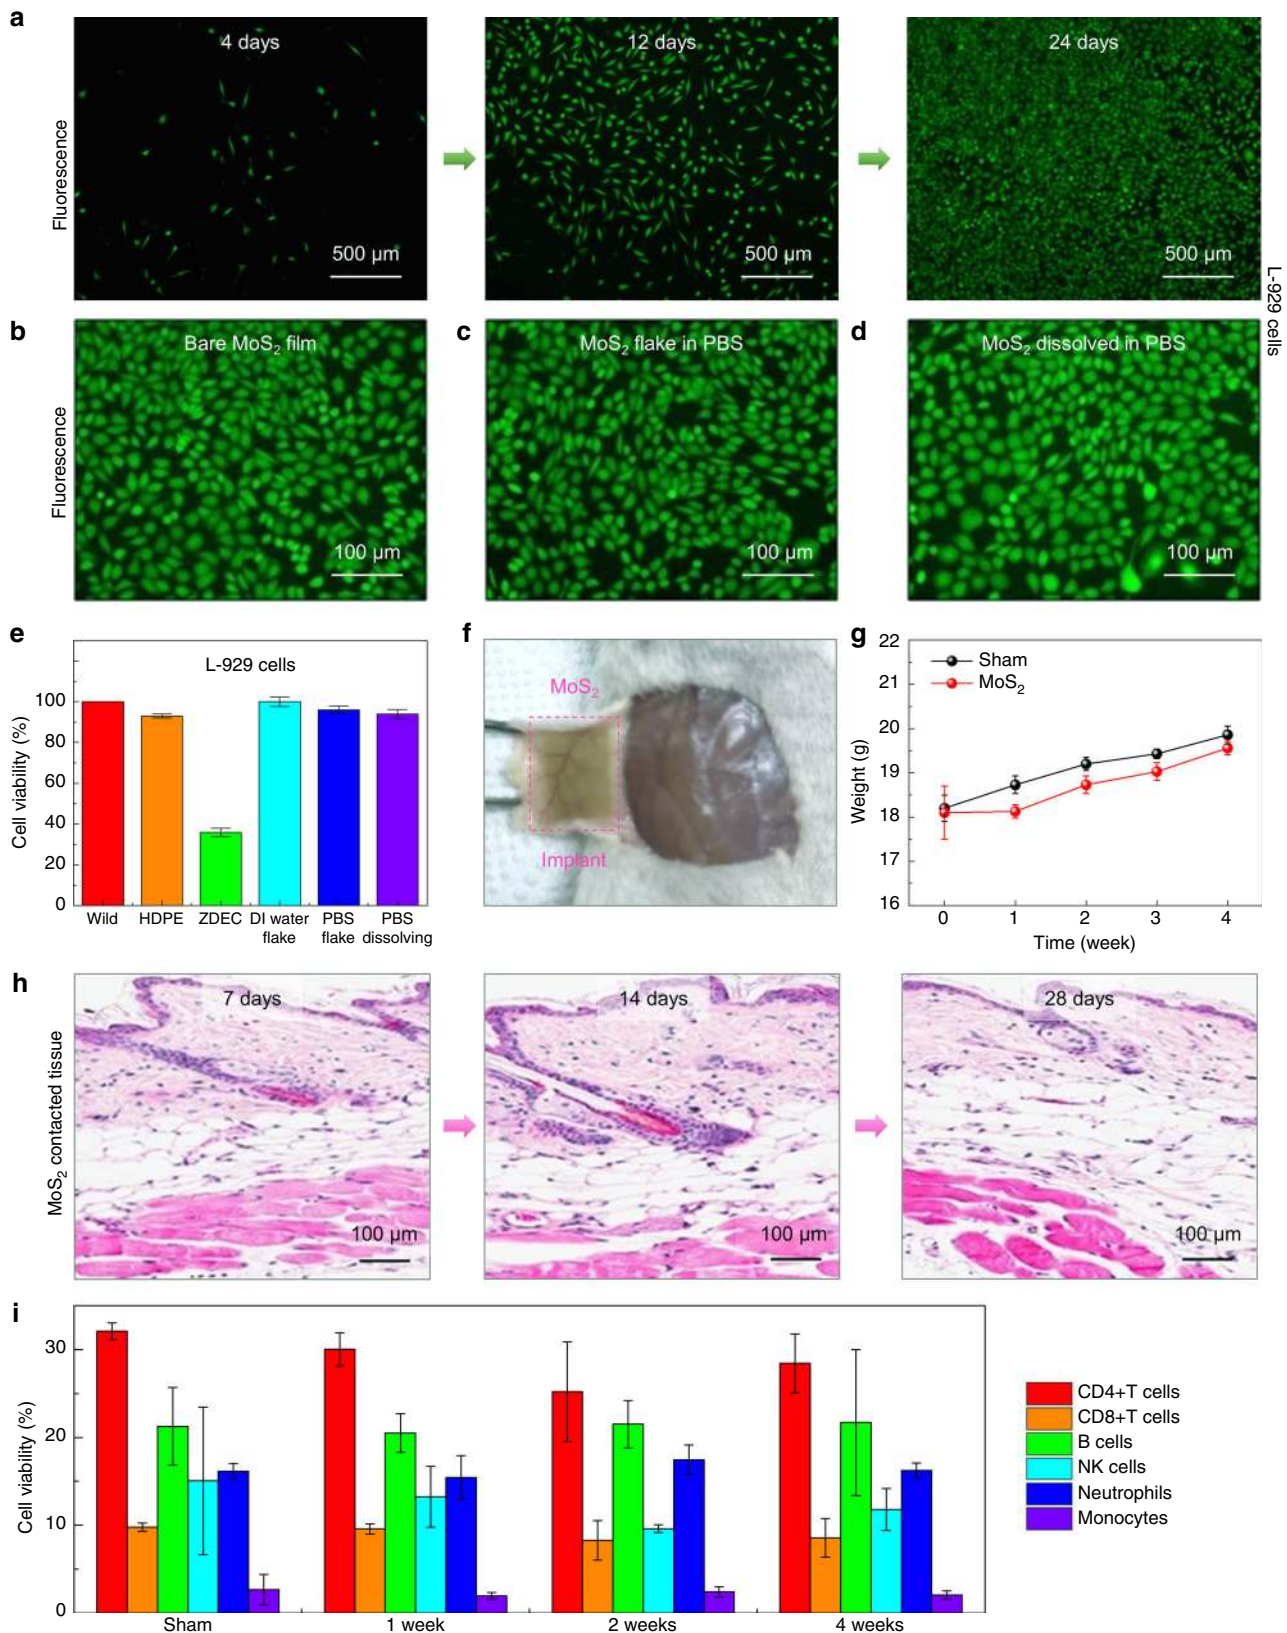 a
4 days
12 days
24 days
Fluorescence
500 µm
500 µm
500 µm
L-929 cells
b
Bare MoS2 film
c
MoS2 flake in PBS
d
MoS2 dissolved in PBS
Fluorescence
100 µm
100 µm
100 µm
e
L-929 cells
Cell viability (%)
100
80
60
40
20
0
Wild
HDPE
ZDEC
DI water flake
PBS flake
PBS dissolving
f
MoS2
Implant
g
Sham
MoS2
Weight (g)
22
21
20
19
18
17
16
0 1 2 3 4
Time (week)
h
7 days
14 days
28 days
MoS2 contacted tissue
100 µm
100 µm
100 µm
i
Cell viability (%)
30
20
10
0
Sham
1 week
2 weeks
4 weeks
CD4+T cells
CD8+T cells
B cells
NK cells
Neutrophils
Monocytes